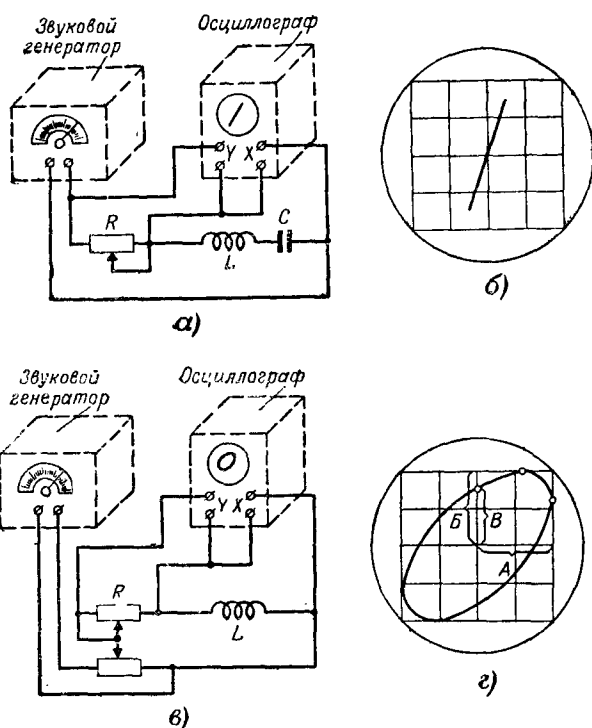 Звуковой
генератор
Осциллограф
Y X
R
L
C
а)
б)
Звуковой
генератор
Осциллограф
Y X
R
L
в)
Б В
А
г)